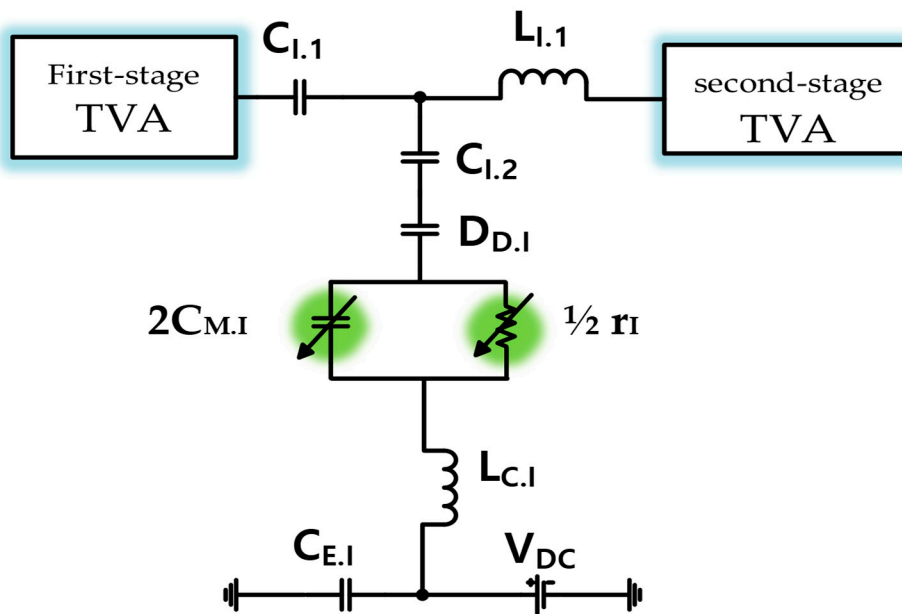 C_I.1
L_I.1
First-stage
TVA
second-stage
TVA
C_I.2
D_D.I
2C_M.I
½ r_I
L_C.I
C_E.I
V_DC
+ -